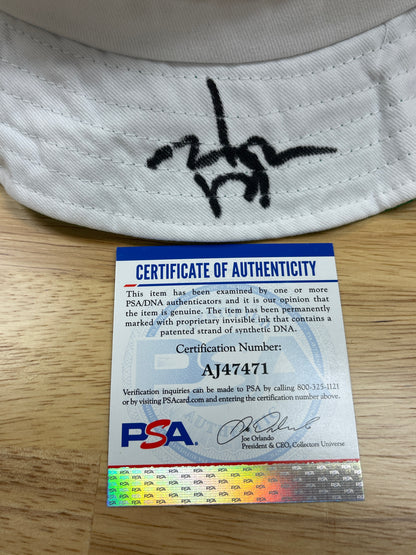 CERTIFICATE OF AUTHENTICITY
This item has been examined by one or more
PSA/DNA authenticators and it is our opinion that
the item is genuine. The item has been permanently
marked with proprietary invisible ink that contains a
patented strand of synthetic DNA.
Certification Number:
AJ47471
Verification inquiries can be made to PSA by calling 800-325-1121
or by visiting PSAcard.com and entering the certification number above.
PSA.
Joe Orlando
President & CEO, Collectors Universe